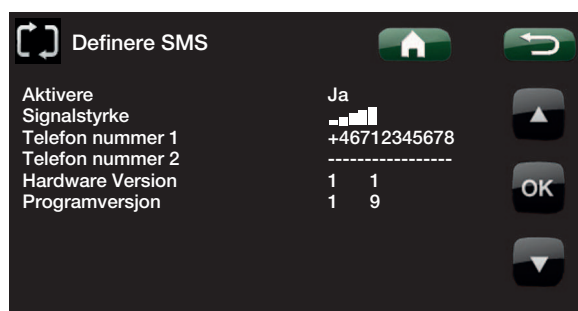 Definere SMS
Aktivere Ja
Signalstyrke
Telefon nummer 1 +46712345678
Telefon nummer 2 -----------------
Hardware Version 1 1
Programversjon 1 9
OK